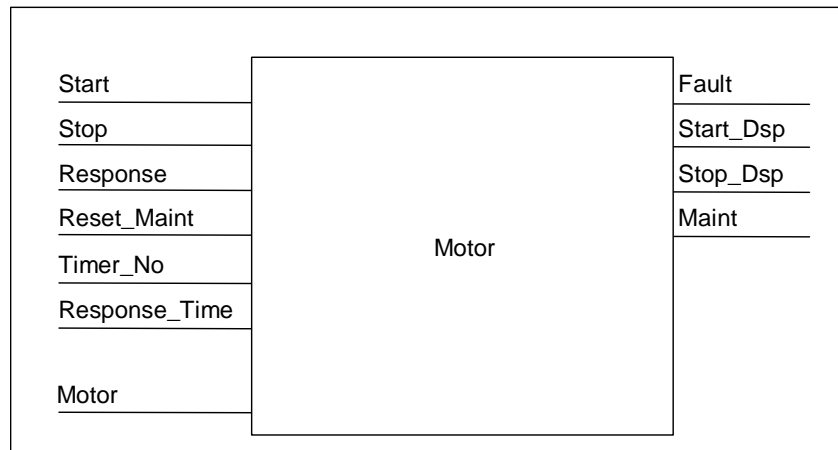 Start
Stop
Response
Reset_Maint
Timer_No
Response_Time
Motor
Motor
Fault
Start_Dsp
Stop_Dsp
Maint